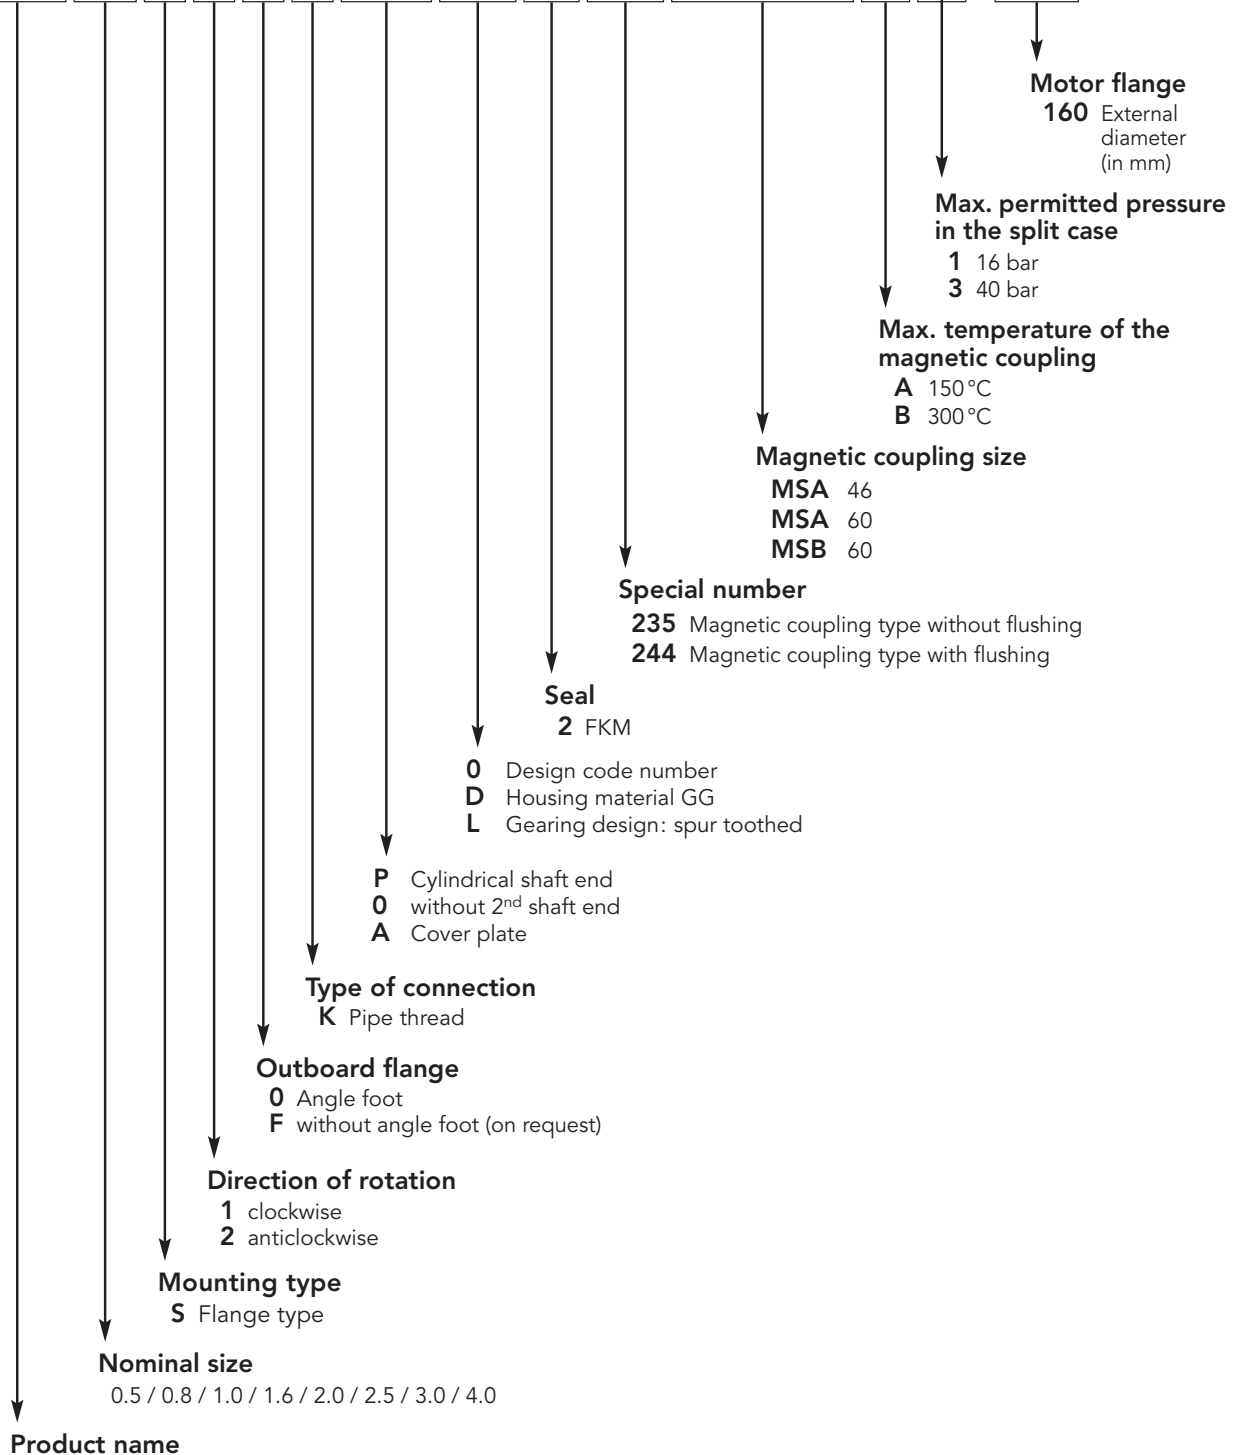 Motor flange
160 External
diameter
(in mm)
Max. permitted pressure
in the split case
1 16 bar
3 40 bar
Max. temperature of the
magnetic coupling
A 150 °C
B 300 °C
Magnetic coupling size
MSA 46
MSA 60
MSB 60
Special number
235 Magnetic coupling type without flushing
244 Magnetic coupling type with flushing
Seal
2 FKM
0 Design code number
D Housing material GG
L Gearing design: spur toothed
P Cylindrical shaft end
0 without 2nd shaft end
A Cover plate
Type of connection
K Pipe thread
Outboard flange
0 Angle foot
F without angle foot (on request)
Direction of rotation
1 clockwise
2 anticlockwise
Mounting type
S Flange type
Nominal size
0.5 / 0.8 / 1.0 / 1.6 / 2.0 / 2.5 / 3.0 / 4.0
Product name